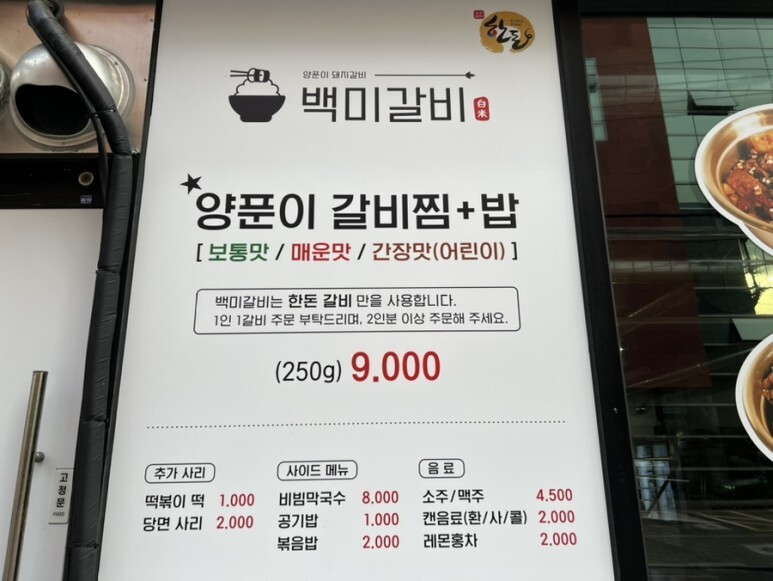 한돈
양푼이 돼지갈비
백미갈비 白米
양푼이 갈비찜+밥
[ 보통맛 / 매운맛 / 간장맛(어린이) ]
백미갈비는 한돈 갈비 만을 사용합니다.
1인 1갈비 주문 부탁드리며, 2인분 이상 주문해 주세요.
(250g) 9.000
추가 사리
떡볶이 떡 1.000
당면 사리 2.000
사이드 메뉴
비빔막국수 8.000
공기밥 1.000
볶음밥 2.000
음 료
소주/맥주 4.500
캔음료(환/사/콜) 2,000
레몬홍차 2.000
고정문